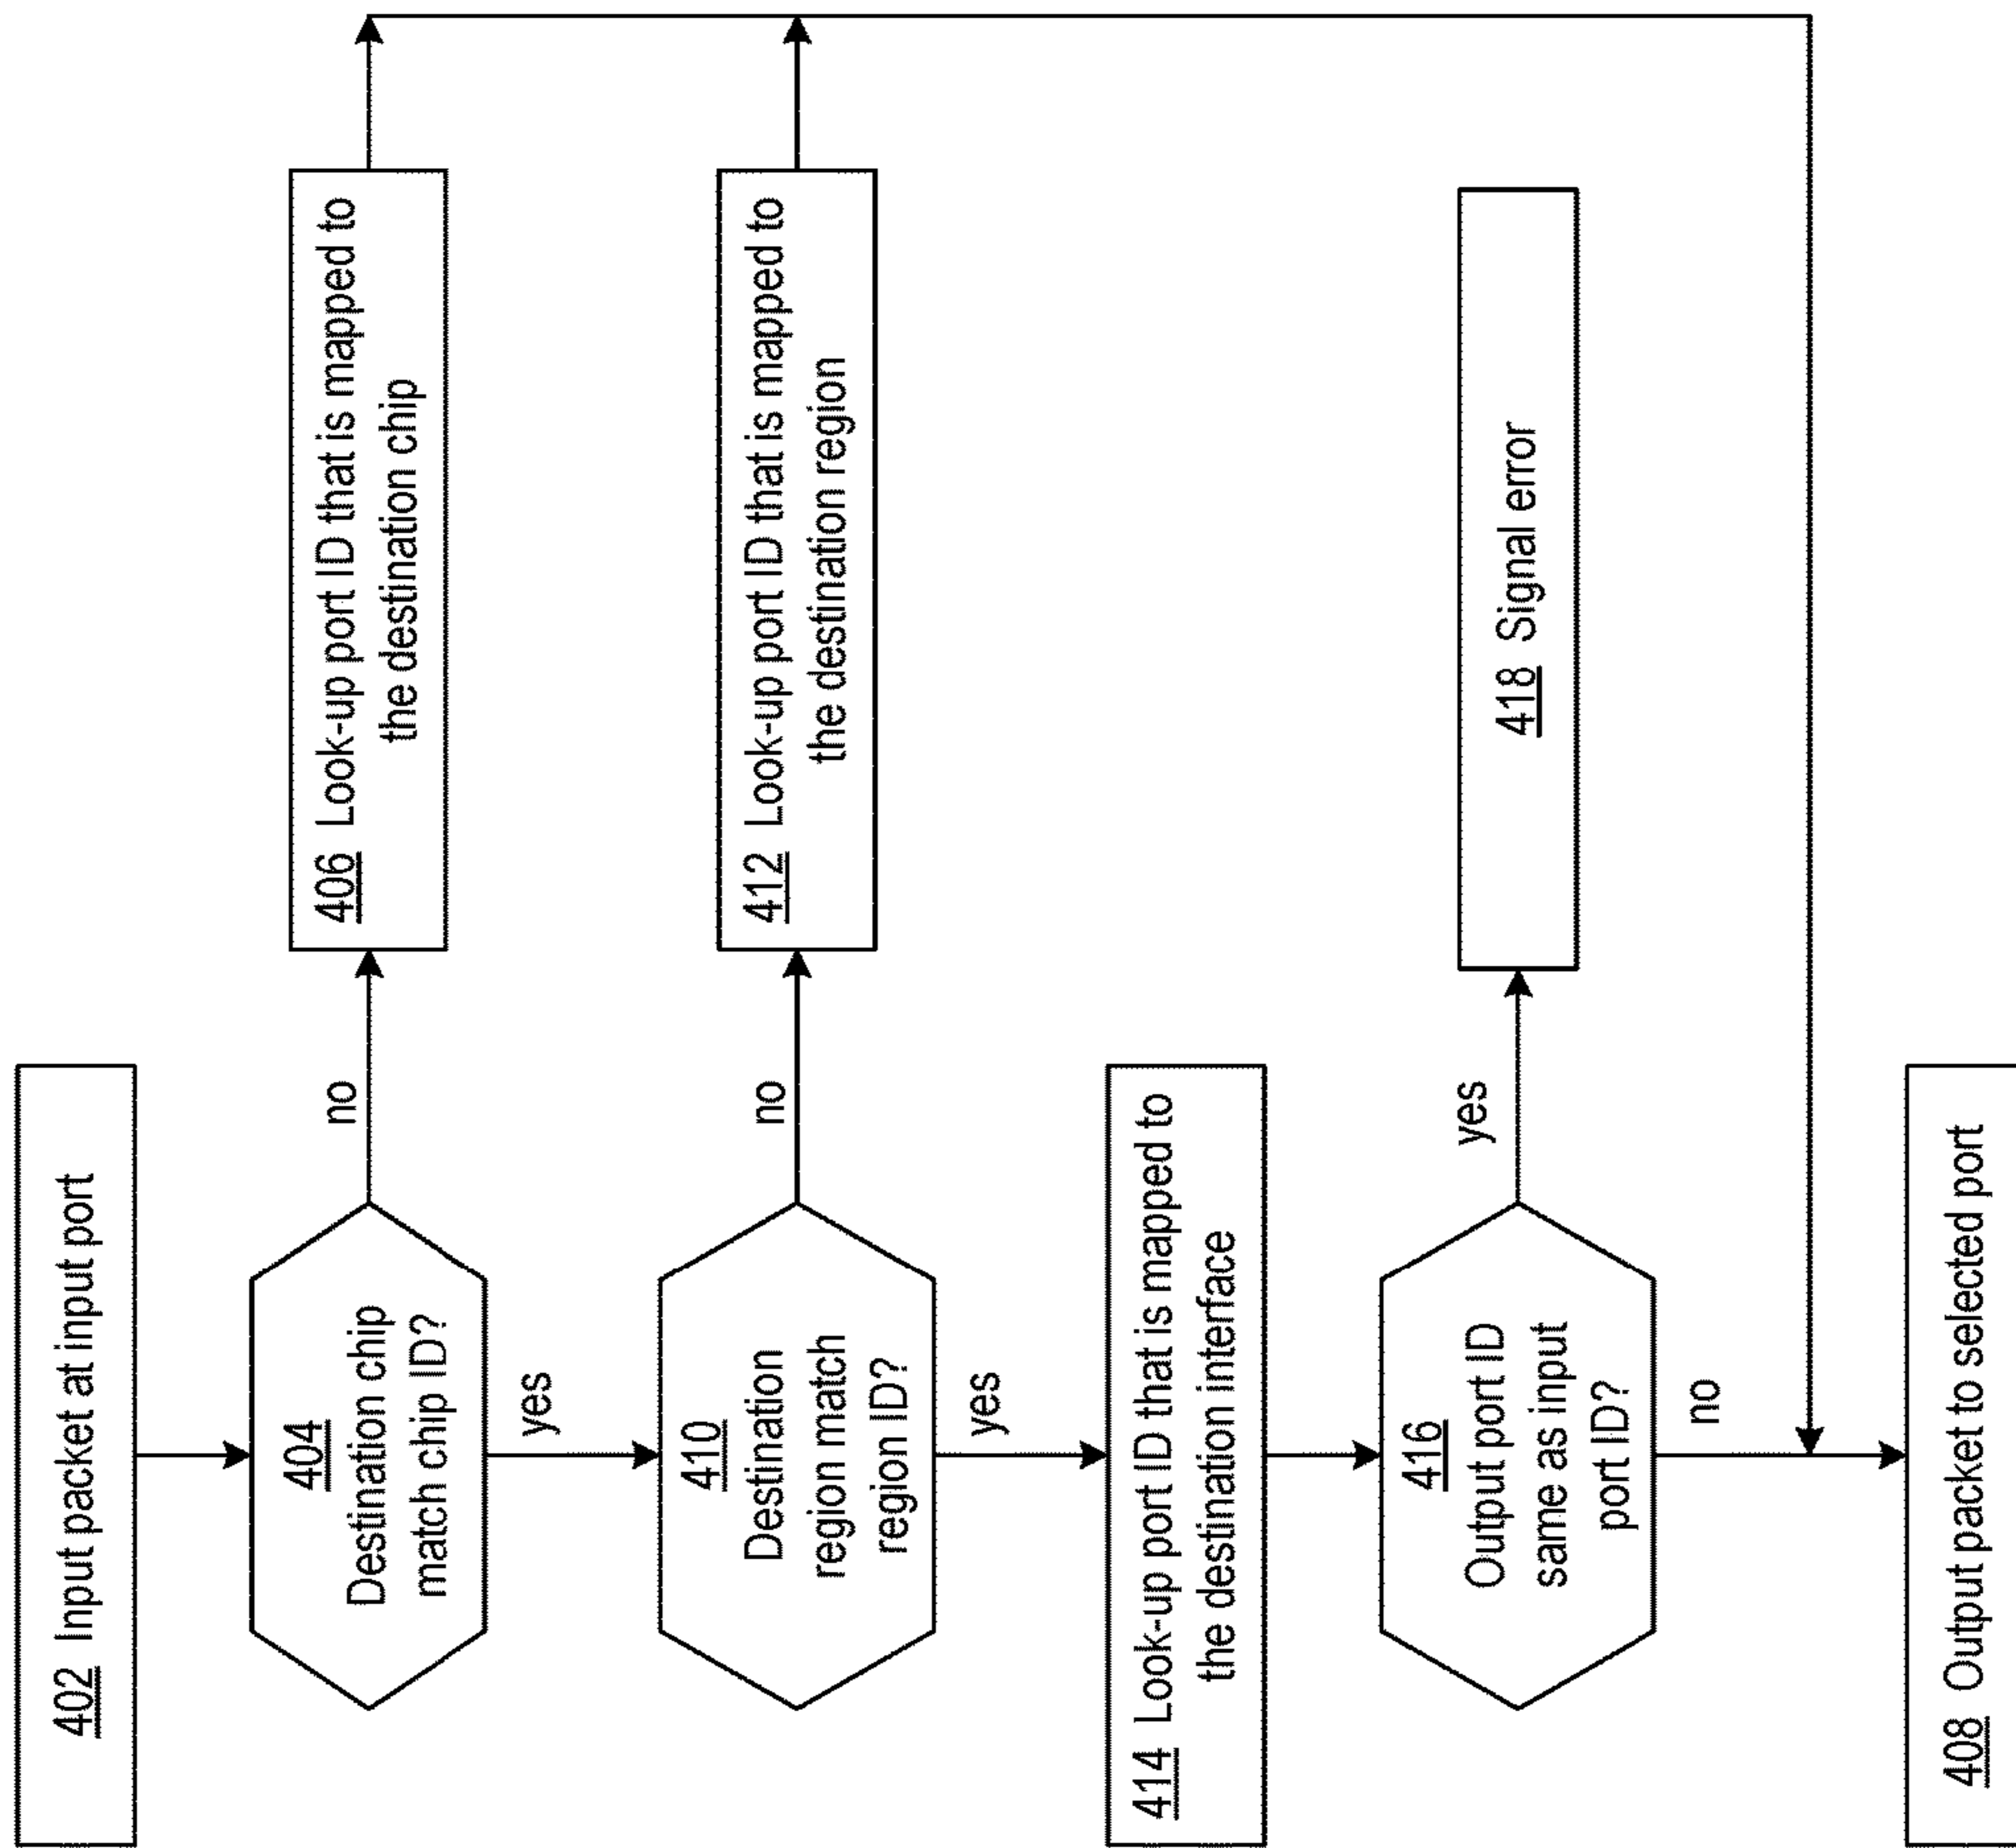 402 Input packet at input port
404
Destination chip
match chip ID?
no
406 Look-up port ID that is mapped to
the destination chip
yes
410
Destination
region match
region ID?
no
412 Look-up port ID that is mapped to
the destination region
yes
414 Look-up port ID that is mapped to
the destination interface
416
Output port ID
same as input
port ID?
yes
418 Signal error
no
408 Output packet to selected port